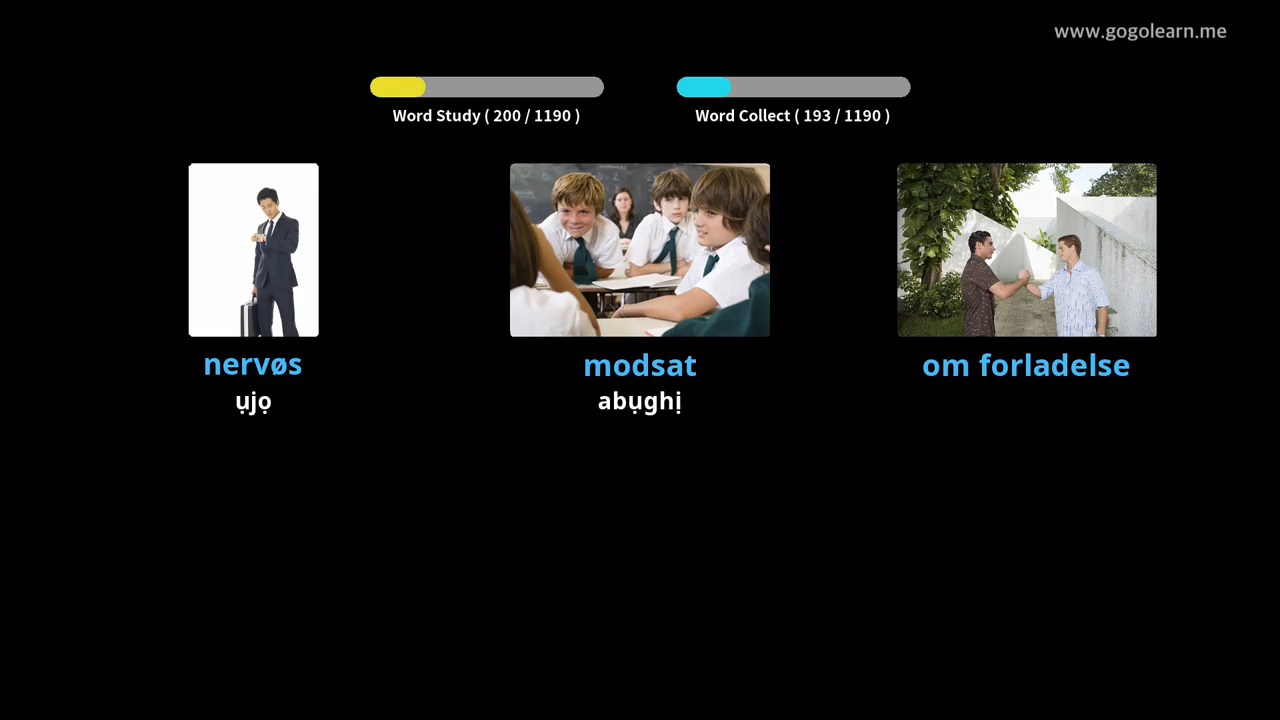 www.gogolearn.me
Word Study ( 200 / 1190 )
Word Collect ( 193 / 1190 )
nervøs
ụjọ
modsat
abụghị
om forladelse